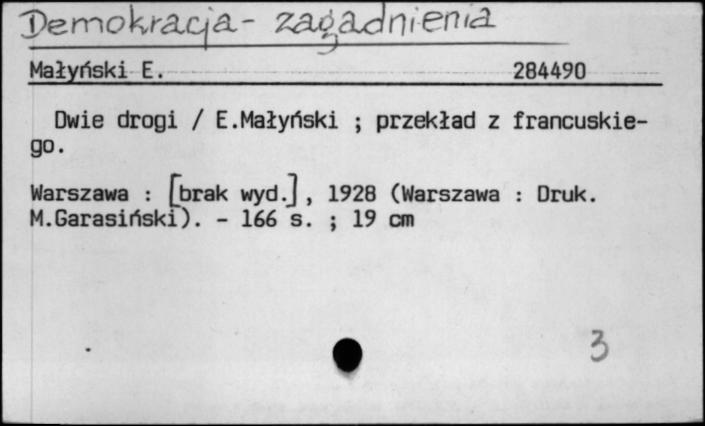 Demokracja - zagadnienia
Małyński E. 284490
Dwie drogi / E.Małyński ; przekład z francuskie-
go.
Warszawa : [brak wyd.], 1928 (Warszawa : Druk.
M.Garasiński). - 166 s. ; 19 cm
3